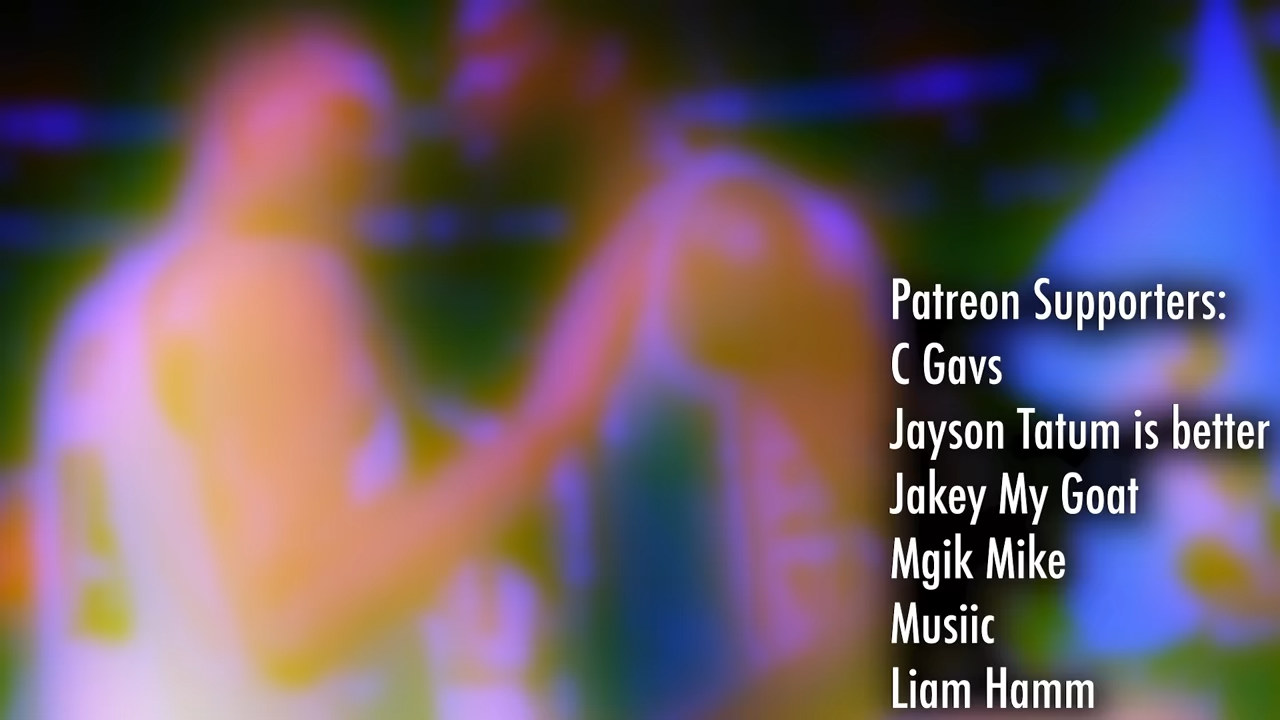 Patreon Supporters:
C Gavs
Jayson Tatum is better
Jakey My Goat
Mgik Mike
Musiic
Liam Hamm